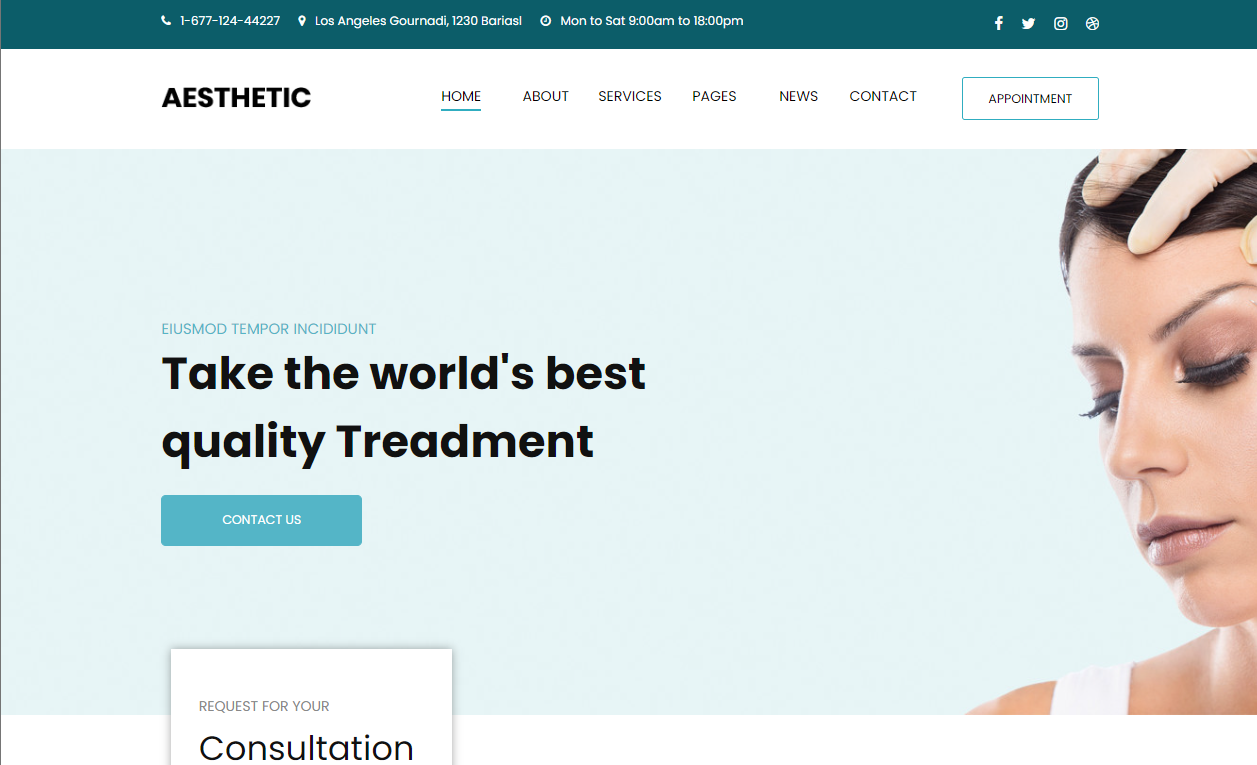 1-677-124-44227 Los Angeles Gournadi, 1230 Bariasl Mon to Sat 9:00am to 18:00pm
AESTHETIC HOME ABOUT SERVICES PAGES NEWS CONTACT APPOINTMENT
EIUSMOD TEMPOR INCIDIDUNT
Take the world's best
quality Treadment
CONTACT US
REQUEST FOR YOUR
Consultation